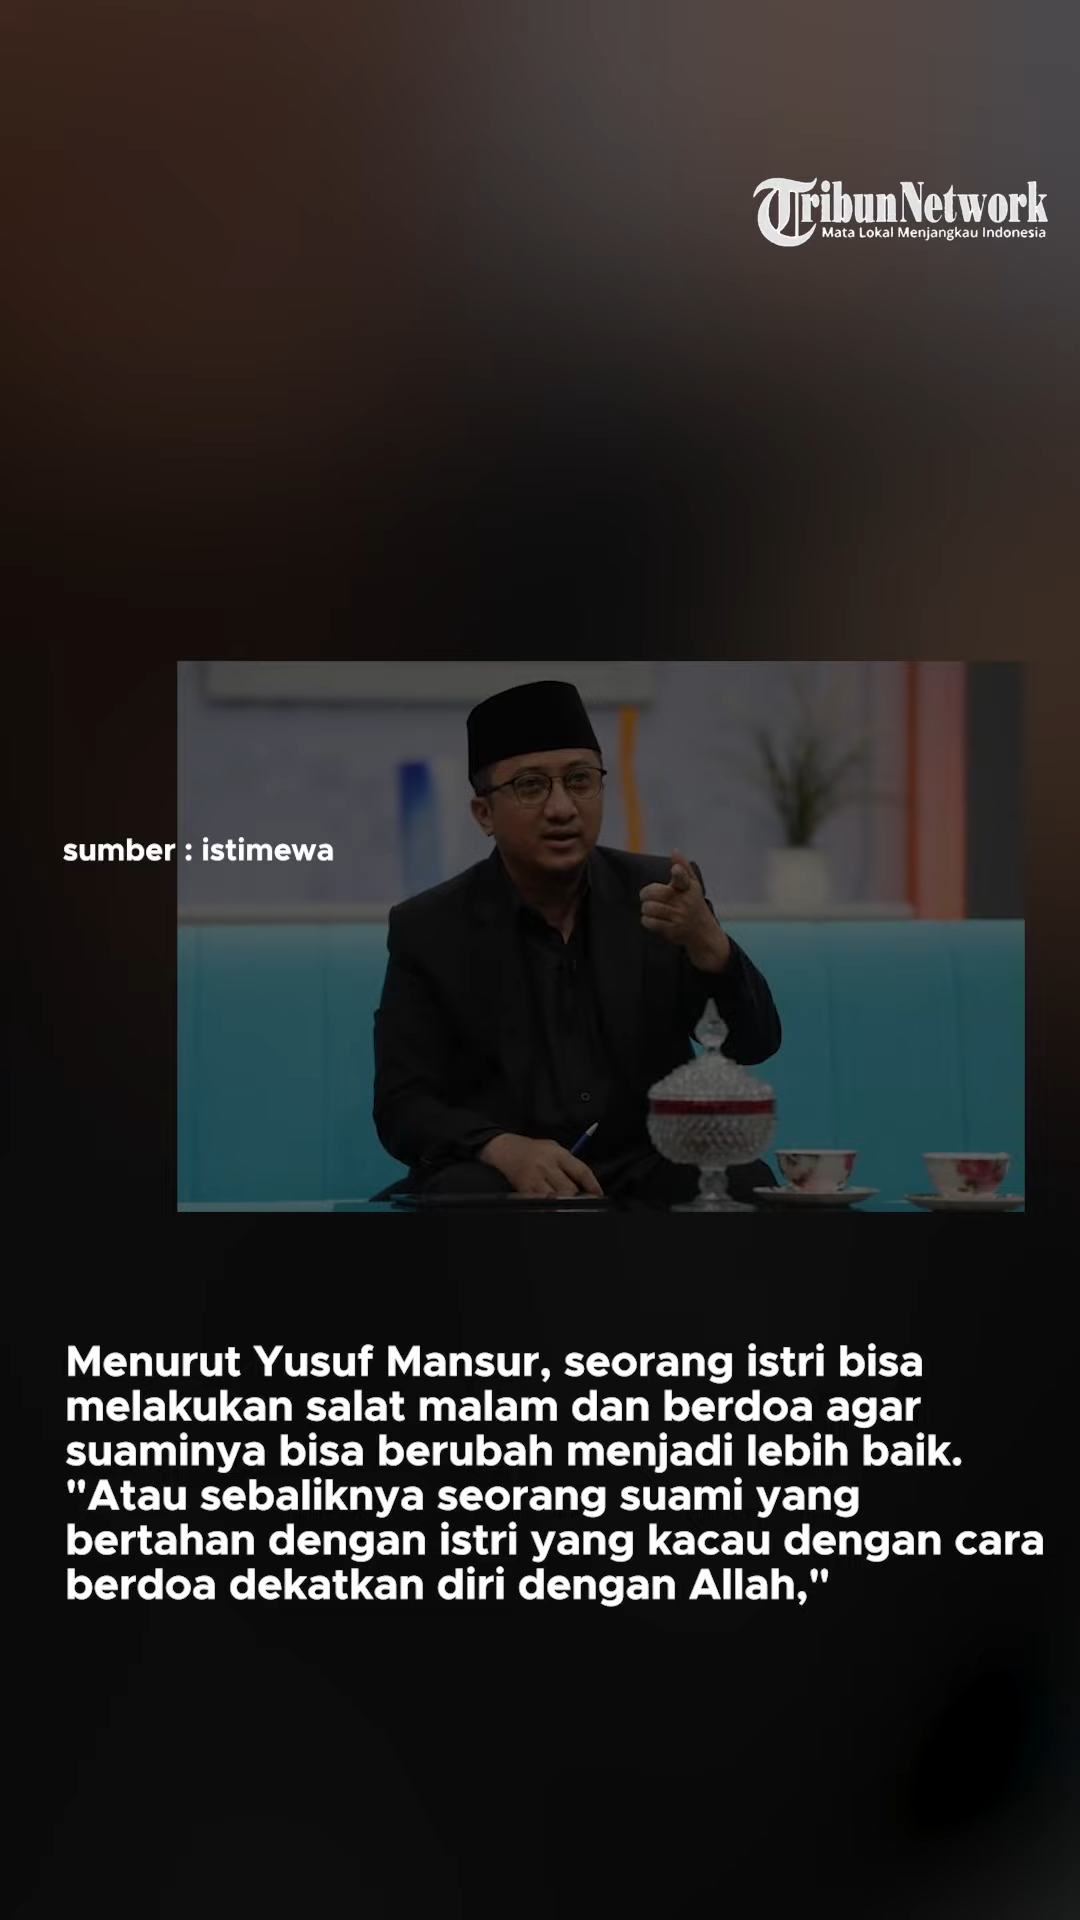 TribunNetwork
Mata Lokal Menjangkau Indonesia
sumber : istimewa
Menurut Yusuf Mansur, seorang istri bisa
melakukan salat malam dan berdoa agar
suaminya bisa berubah menjadi lebih baik.
"Atau sebaliknya seorang suami yang
bertahan dengan istri yang kacau dengan cara
berdoa dekatkan diri dengan Allah,"